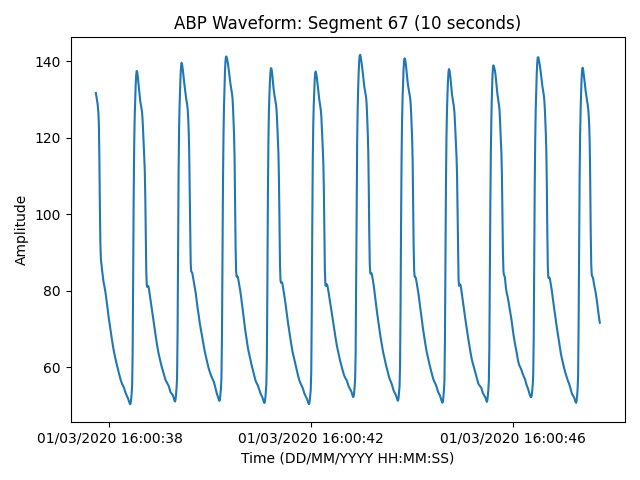 ABP Waveform: Segment 67 (10 seconds)
140
120
100
80
60
Amplitude
01/03/2020 16:00:38
01/03/2020 16:00:42
01/03/2020 16:00:46
Time (DD/MM/YYYY HH:MM:SS)